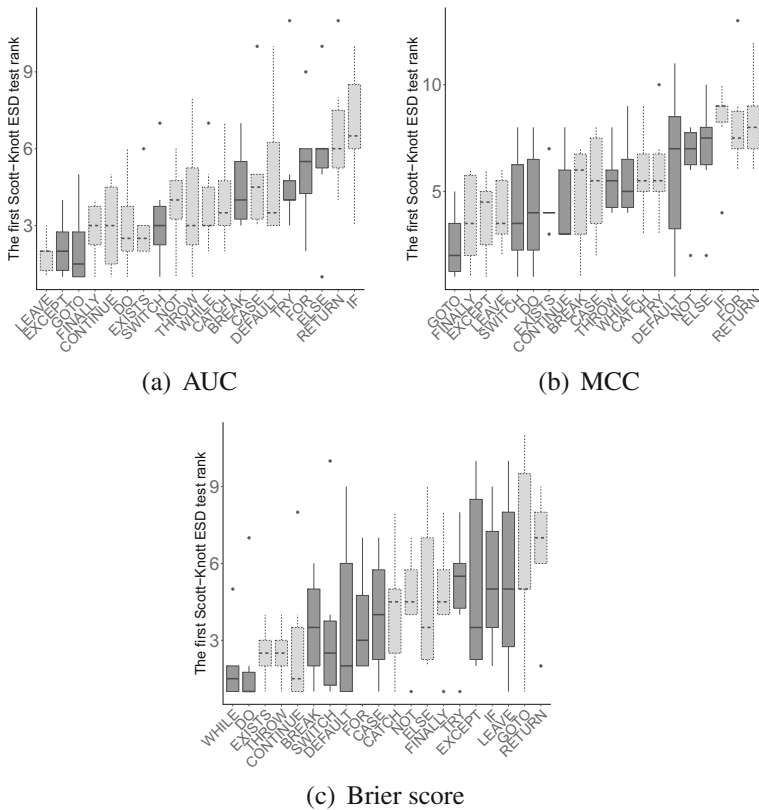 The first Scott-Knott ESD test rank
9
6
3
LEAVE
EXCEPT
GOTO
FINALLY
CONTINUE
DO
EXISTS
SWITCH
NOT
THROW
WHILE
CATCH
BREAK
CASE
DEFAULT
TRY
FOR
ELSE
RETURN
IF
(a) AUC
The first Scott-Knott ESD test rank
10
5
GOTO
FINALLY
EXCEPT
LEAVE
SWITCH
DO
EXISTS
CONTINUE
BREAK
CASE
THROW
WHILE
CATCH
TRY
DEFAULT
NOT
ELSE
IF
FOR
RETURN
(b) MCC
The first Scott-Knott ESD test rank
9
6
3
WHILE
DO
EXISTS
THROW
CONTINUE
BREAK
SWITCH
DEFAULT
FOR
CASE
CATCH
NOT
ELSE
FINALLY
TRY
EXCEPT
IF
LEAVE
GOTO
RETURN
(c) Brier score